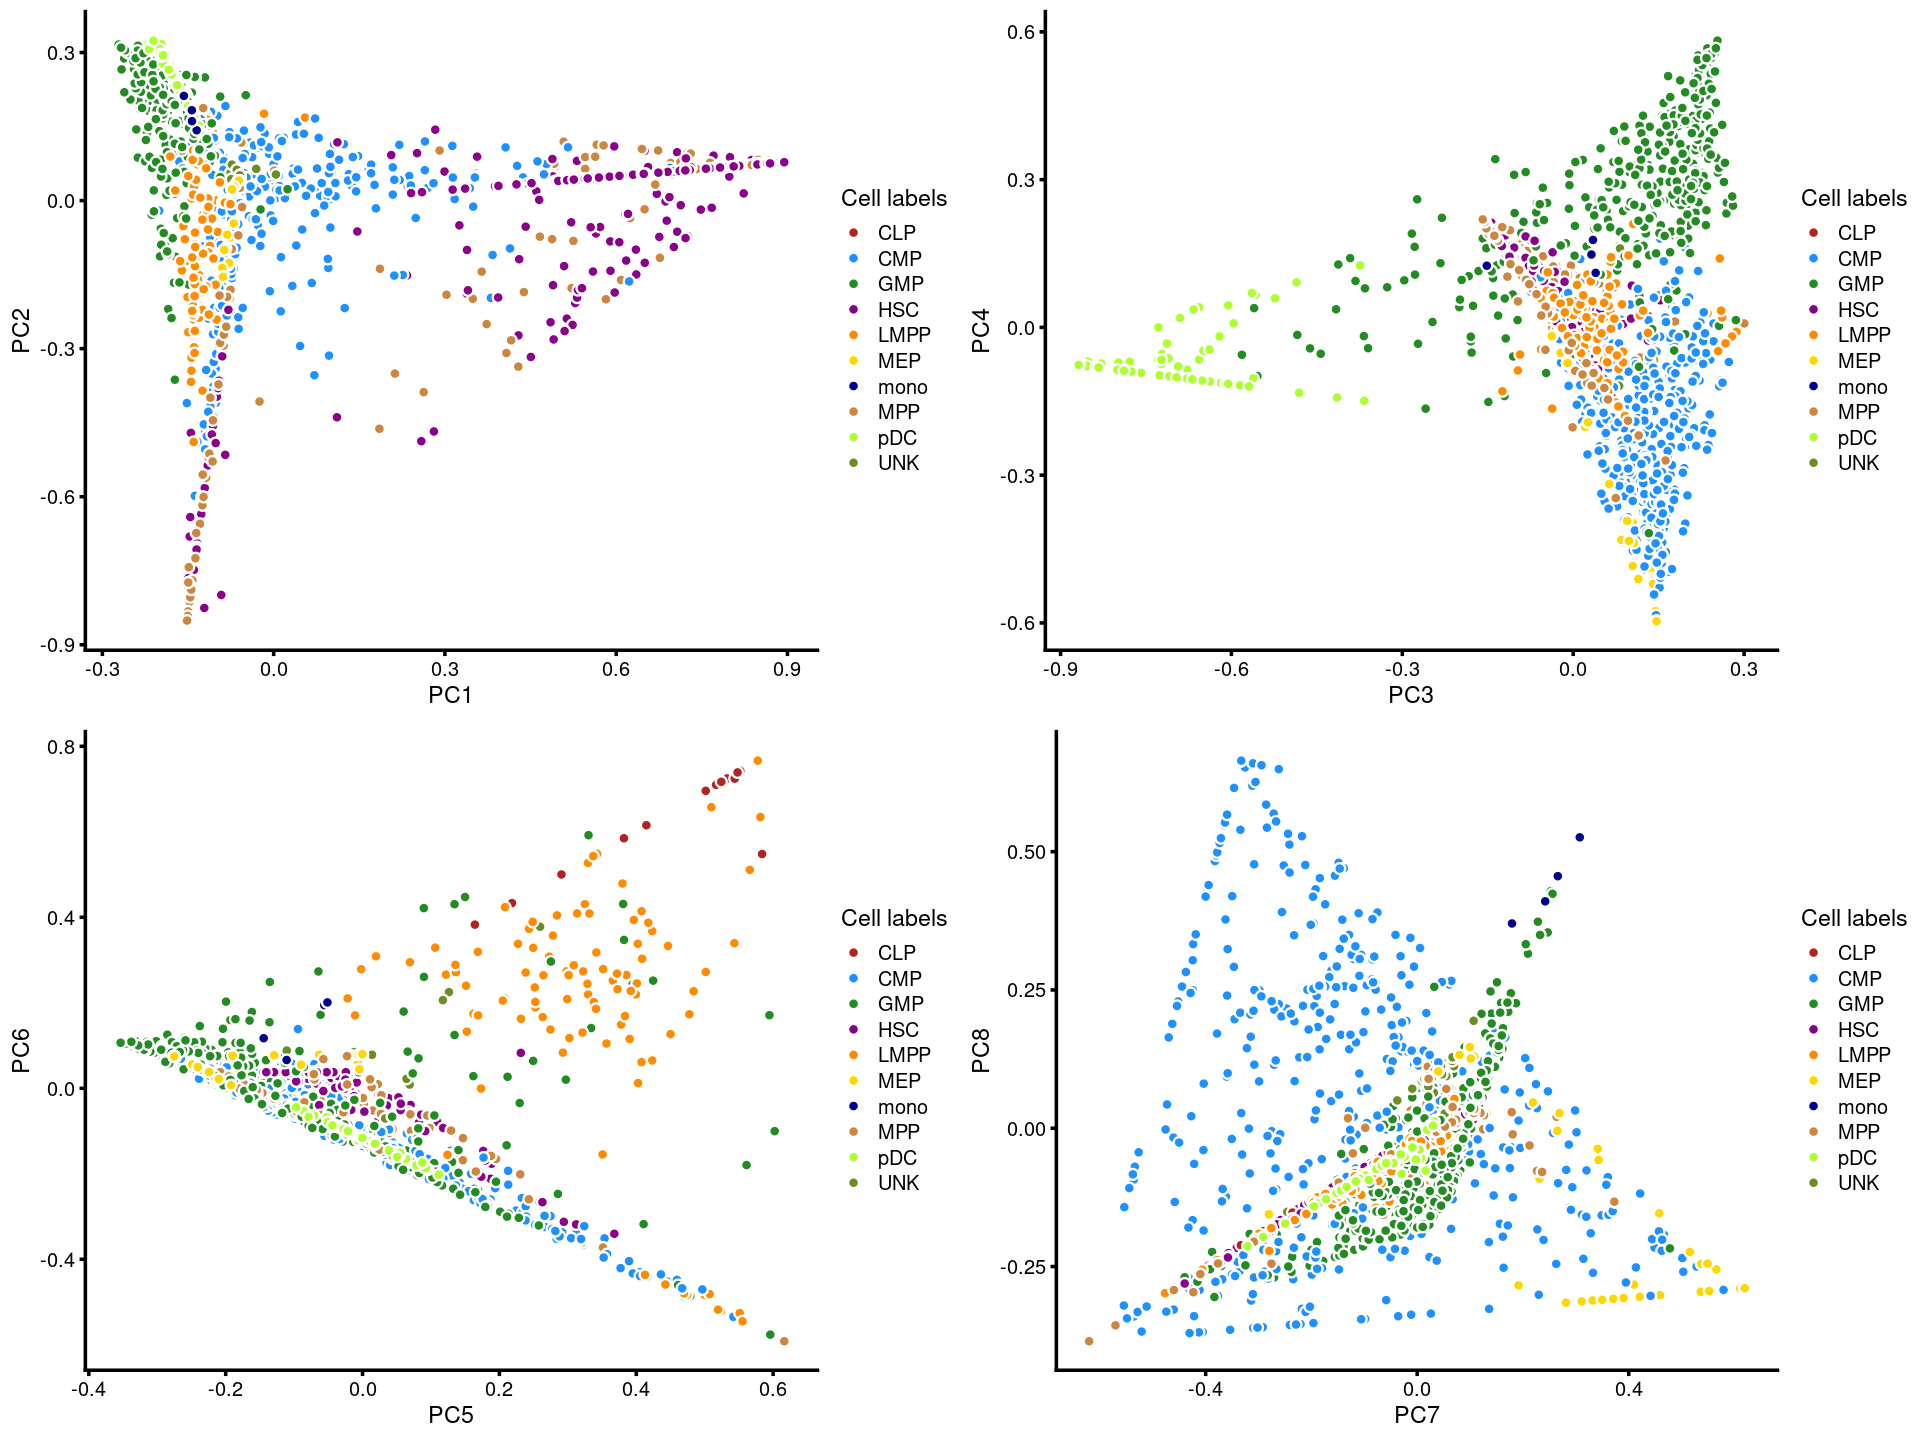 PC2
0.3
0.0
-0.3
-0.6
-0.9
-0.3
0.0
0.3
0.6
0.9
PC1
Cell labels
CLP
CMP
GMP
HSC
LMPP
MEP
mono
MPP
pDC
UNK
PC4
0.6
0.3
0.0
-0.3
-0.6
-0.9
-0.6
-0.3
0.0
0.3
PC3
Cell labels
CLP
CMP
GMP
HSC
LMPP
MEP
mono
MPP
pDC
UNK
PC6
0.8
0.4
0.0
-0.4
-0.4
-0.2
0.0
0.2
0.4
0.6
PC5
Cell labels
CLP
CMP
GMP
HSC
LMPP
MEP
mono
MPP
pDC
UNK
PC8
0.50
0.25
0.00
-0.25
-0.4
0.0
0.4
PC7
Cell labels
CLP
CMP
GMP
HSC
LMPP
MEP
mono
MPP
pDC
UNK